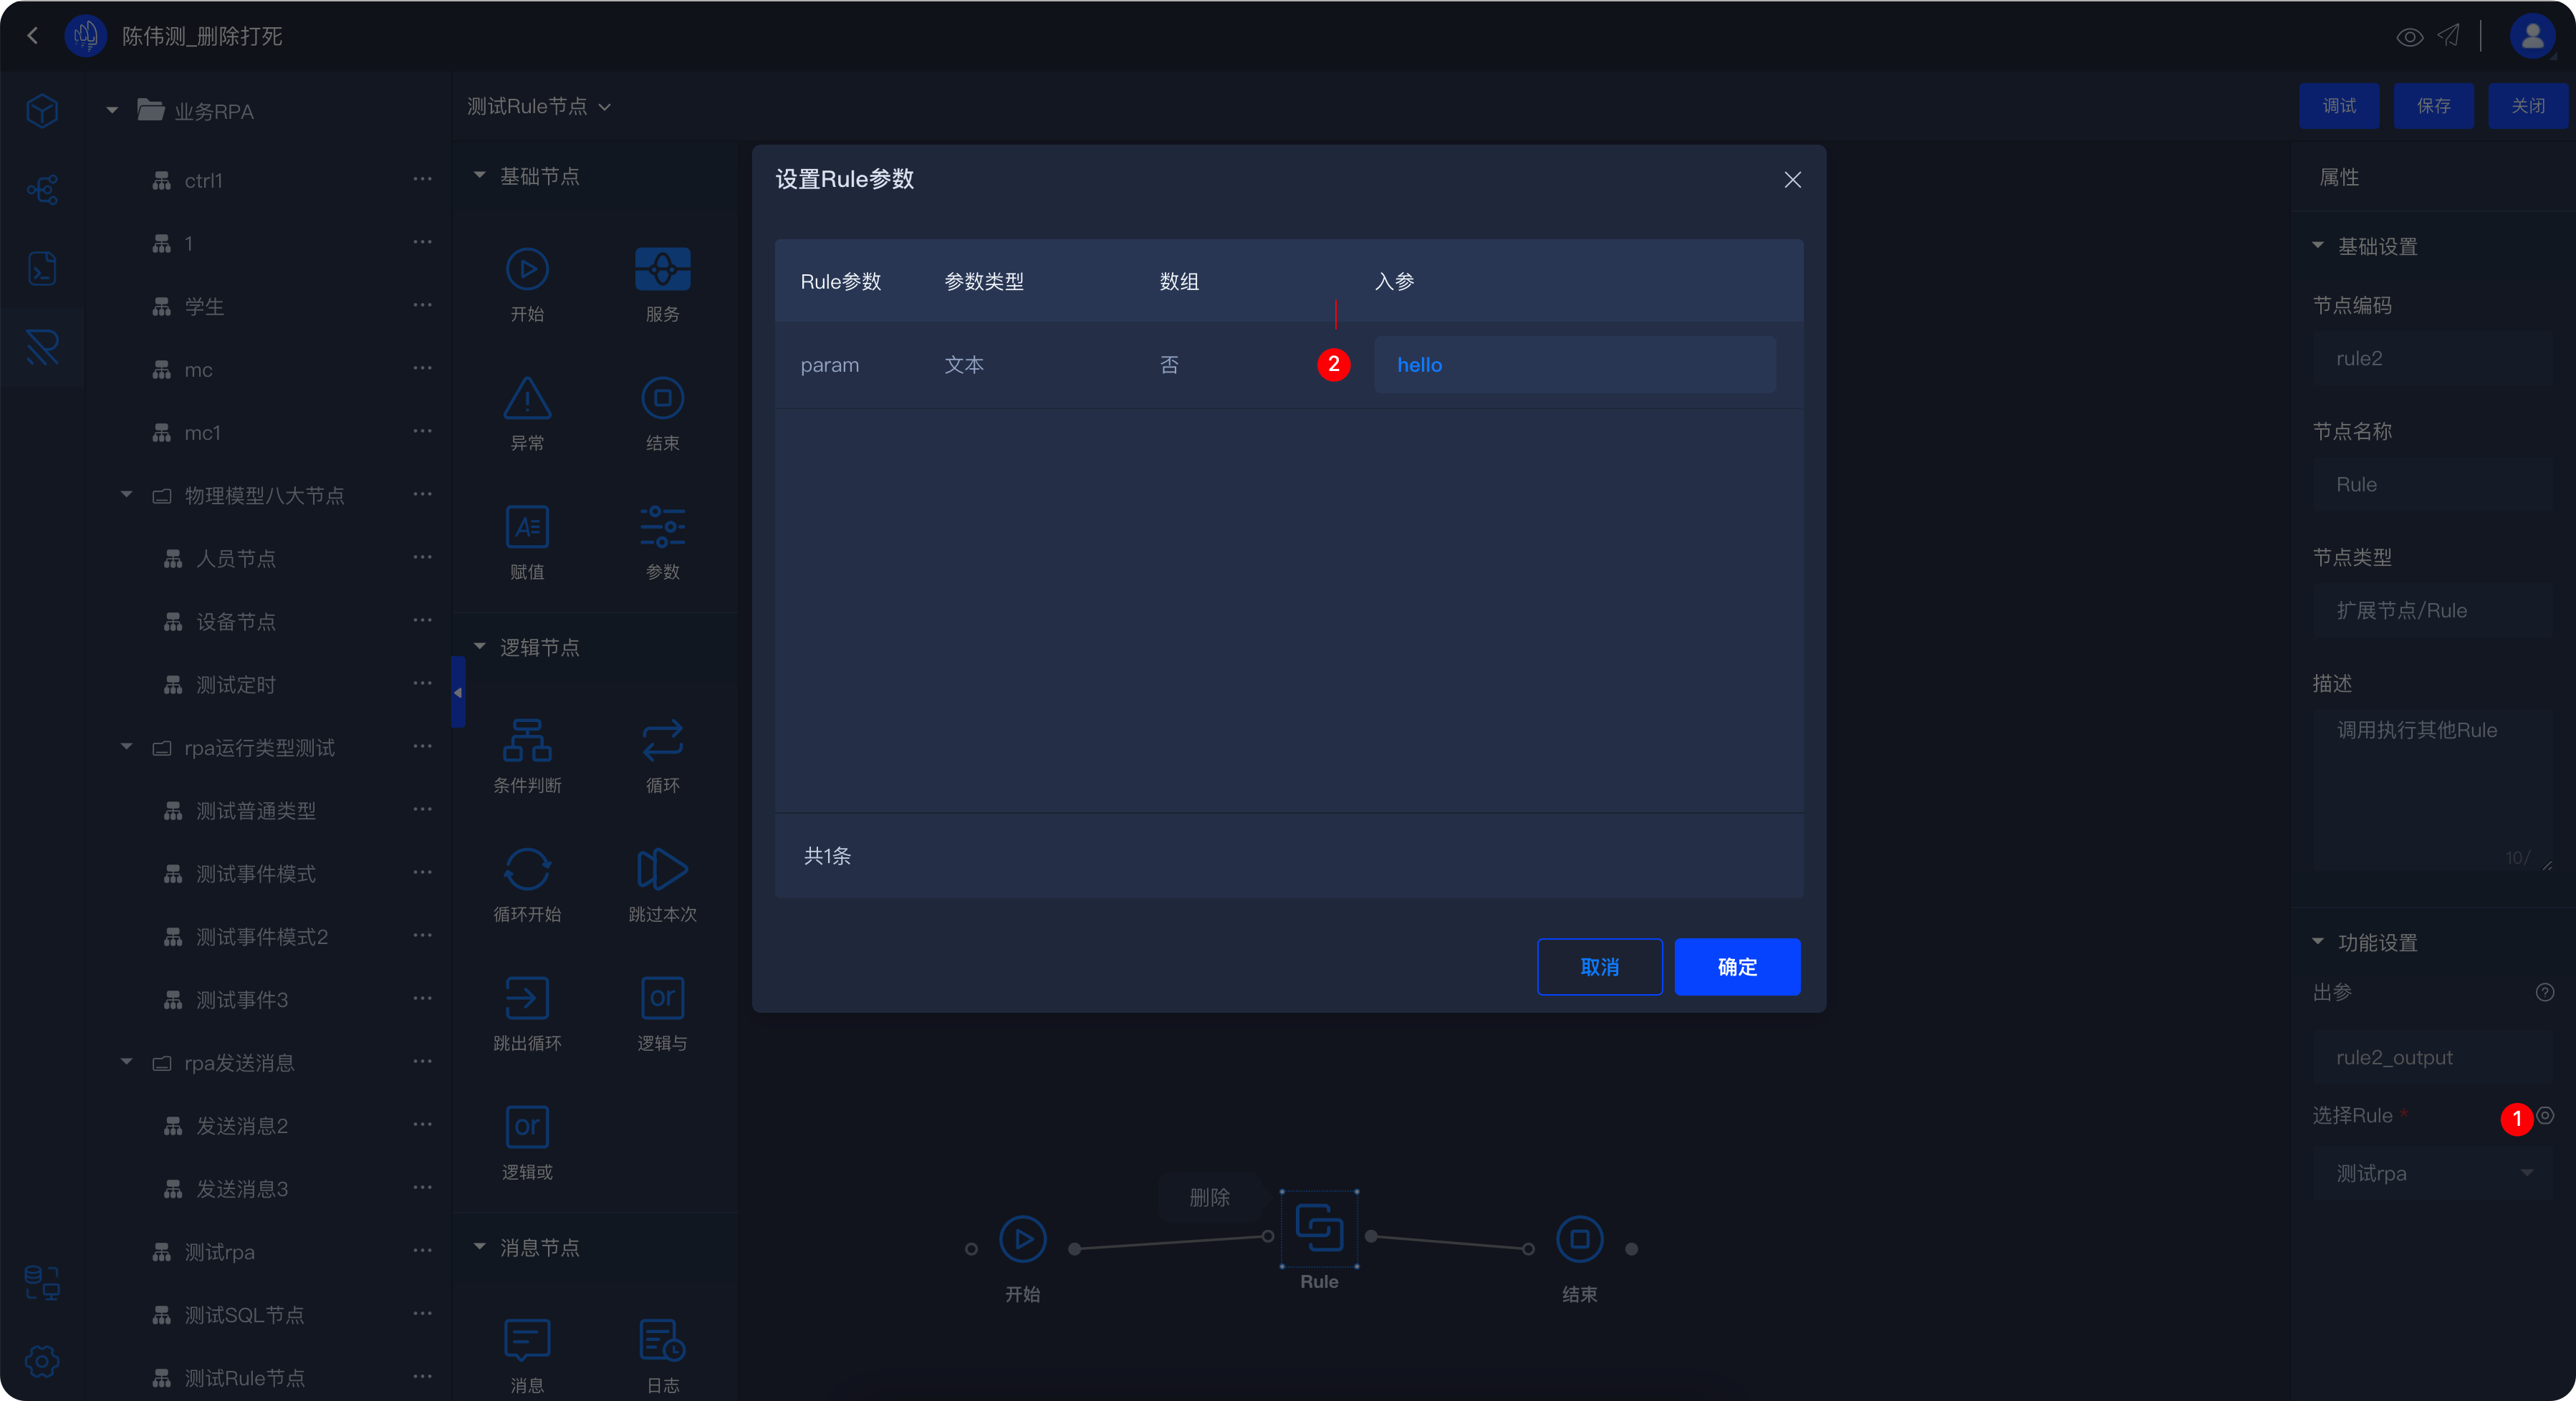 陈伟测_删除打死
业务RPA
ctrl1
1
学生
mc
mc1
物理模型八大节点
人员节点
设备节点
测试定时
rpa运行类型测试
测试普通类型
测试事件模式
测试事件模式2
测试事件3
rpa发送消息
发送消息2
发送消息3
测试rpa
测试SQL节点
测试Rule节点
测试Rule节点
调试
保存
关闭
基础节点
开始
服务
异常
结束
赋值
参数
逻辑节点
条件判断
循环
循环开始
跳过本次
跳出循环
or
逻辑与
or
逻辑或
消息节点
消息
日志
设置Rule参数
Rule参数 参数类型 数组 入参
param 文本 否 2 hello
共1条
取消
确定
删除
开始
Rule
结束
属性
基础设置
节点编码
rule2
节点名称
Rule
节点类型
扩展节点/Rule
描述
调用执行其他Rule
10/
功能设置
出参
rule2_output
选择Rule * 1
测试rpa